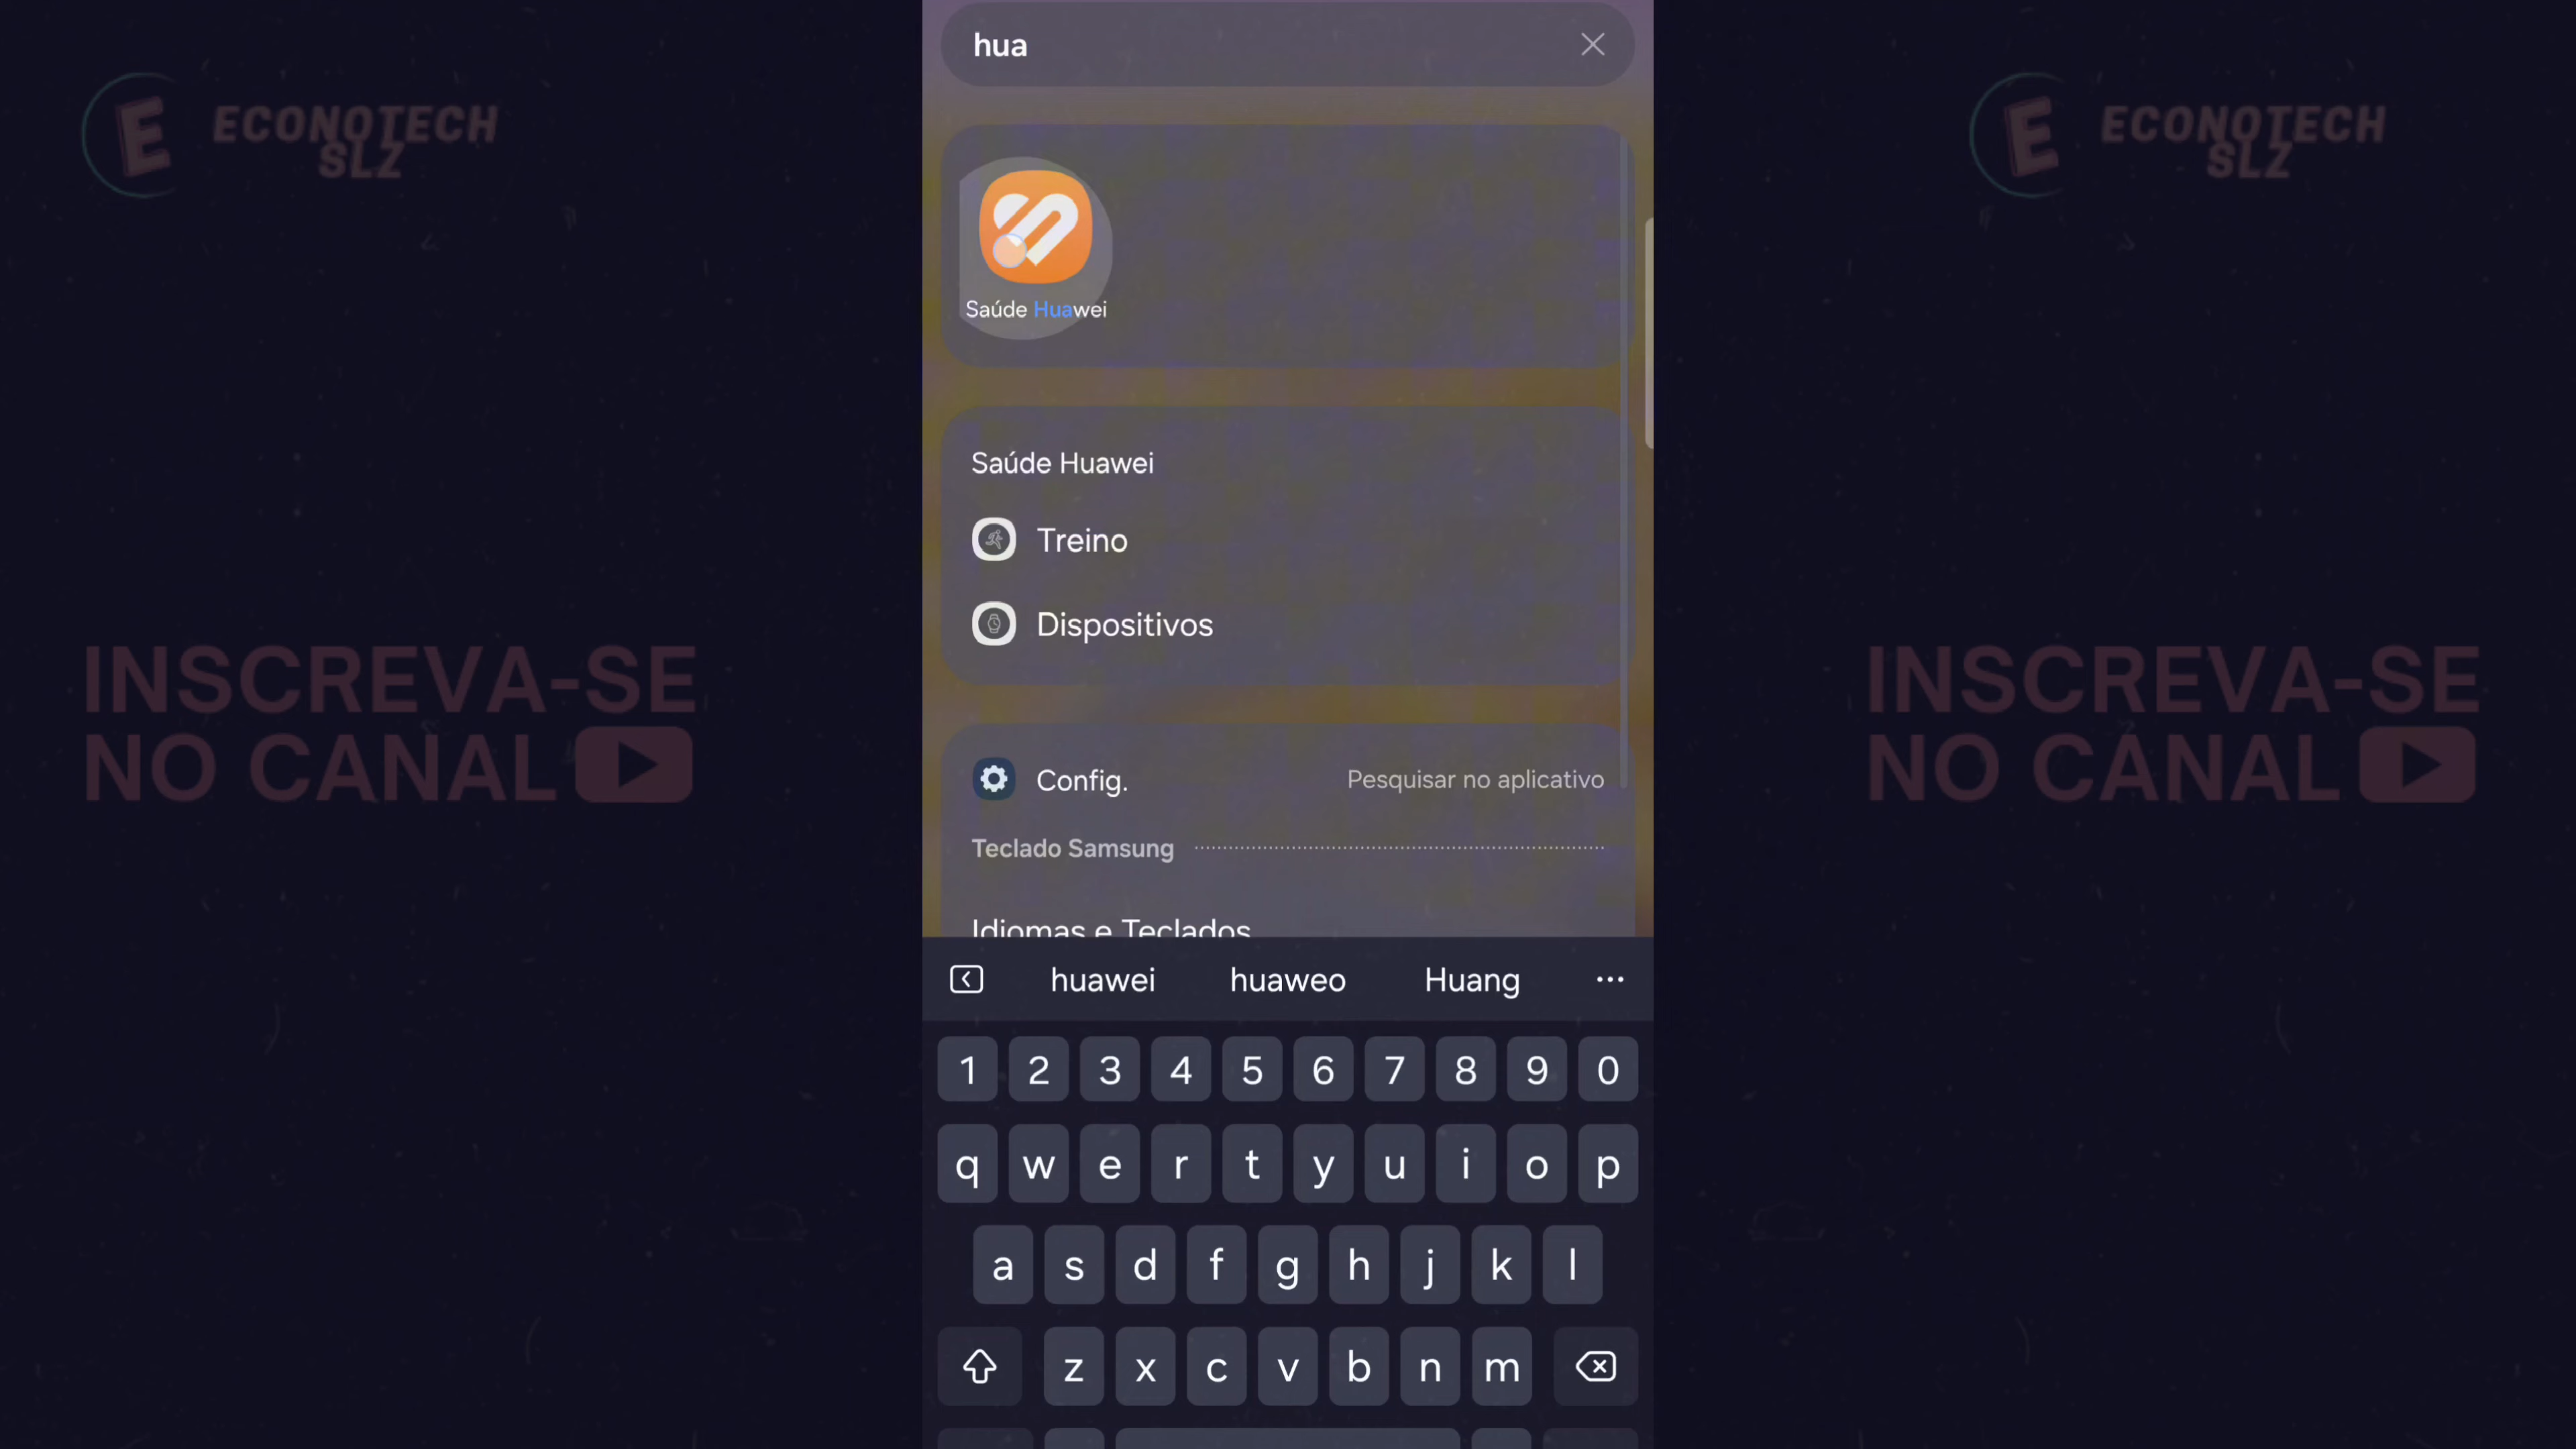 hua
ECONOTECH
SLZ
ECONOTECH
SLZ
Saúde Huawei
Saúde Huawei
Treino
Dispositivos
INSCREVA-SE
NO CANAL
INSCREVA-SE
NO CANAL
Config. Pesquisar no aplicativo
Teclado Samsung
Idiomas e Teclados
huawei huaweo Huang
1 2 3 4 5 6 7 8 9 0
q w e r t y u i o p
a s d f g h j k l
z x c v b n m